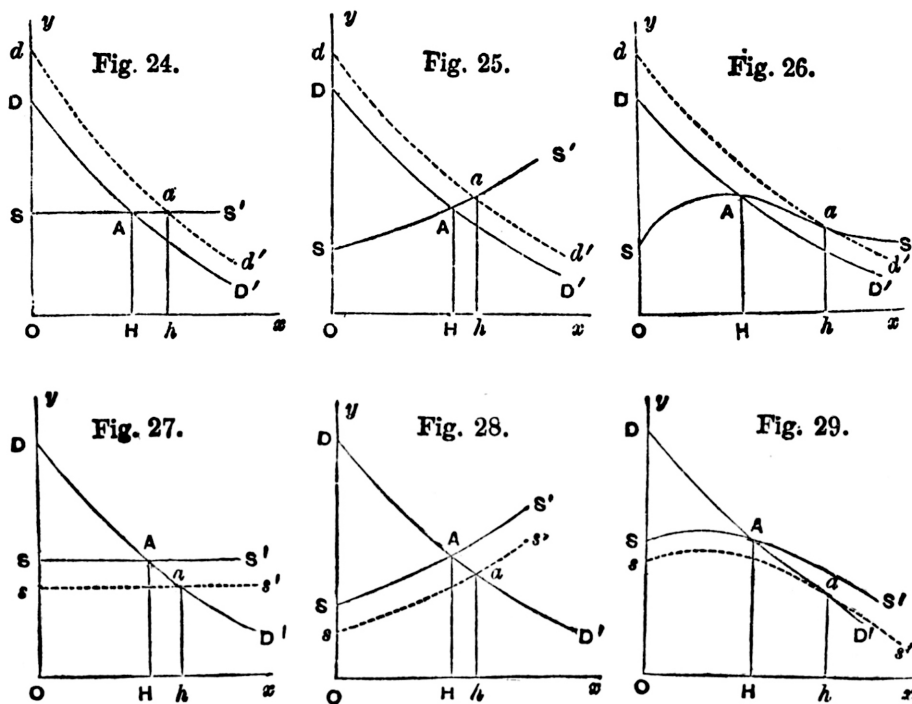 y y y
d Fig. 24. d Fig. 25. d Fig. 26.
D D D
S A a S' S A a S' S A a S
d' d' d'
D' D' D'
O H h x O H h x O H h x
y y y
D Fig. 27. D Fig. 28. D Fig. 29.
S A S' S A S' S A S'
s a s' s a s' s a s'
D' D' D'
O H h x O H h x O H h x